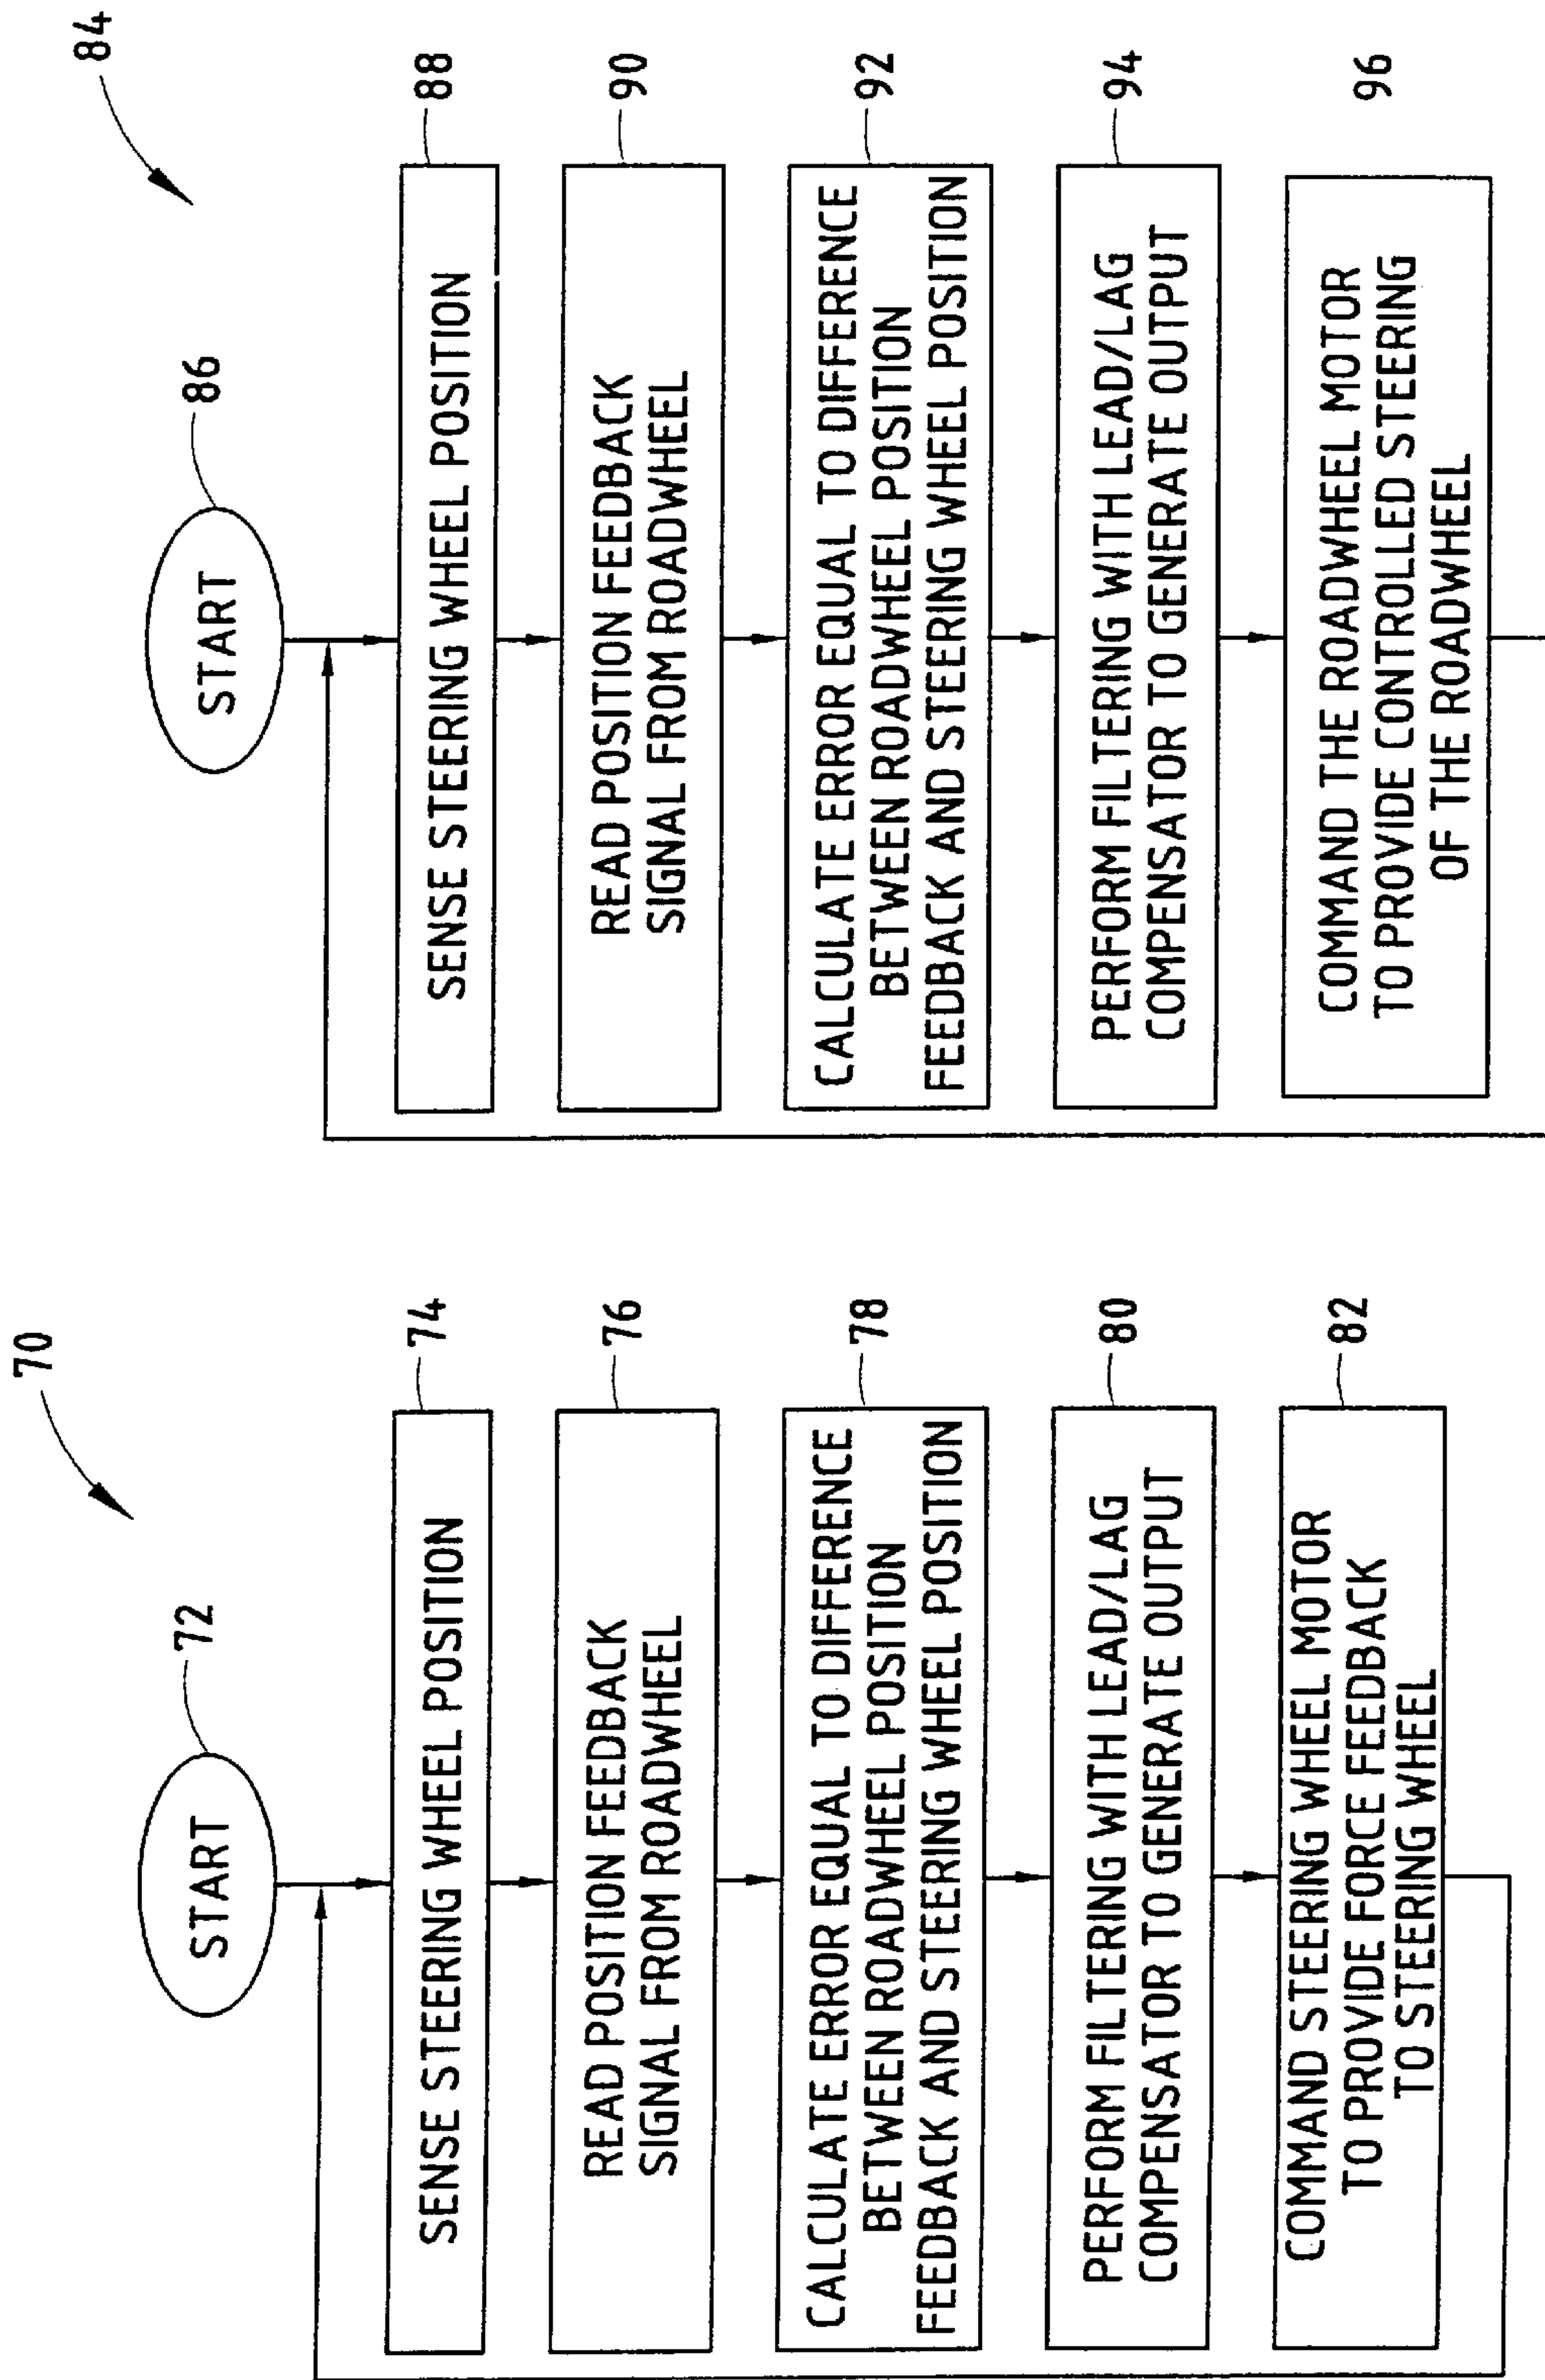 70
72
START
74
SENSE STEERING WHEEL POSITION
76
READ POSITION FEEDBACK
SIGNAL FROM ROADWHEEL
78
CALCULATE ERROR EQUAL TO DIFFERENCE
BETWEEN ROADWHEEL POSITION
FEEDBACK AND STEERING WHEEL POSITION
80
PERFORM FILTERING WITH LEAD/LAG
COMPENSATOR TO GENERATE OUTPUT
82
COMMAND STEERING WHEEL MOTOR
TO PROVIDE FORCE FEEDBACK
TO STEERING WHEEL
84
86
START
88
SENSE STEERING WHEEL POSITION
90
READ POSITION FEEDBACK
SIGNAL FROM ROADWHEEL
92
CALCULATE ERROR EQUAL TO DIFFERENCE
BETWEEN ROADWHEEL POSITION
FEEDBACK AND STEERING WHEEL POSITION
94
PERFORM FILTERING WITH LEAD/LAG
COMPENSATOR TO GENERATE OUTPUT
96
COMMAND THE ROADWHEEL MOTOR
TO PROVIDE CONTROLLED STEERING
OF THE ROADWHEEL